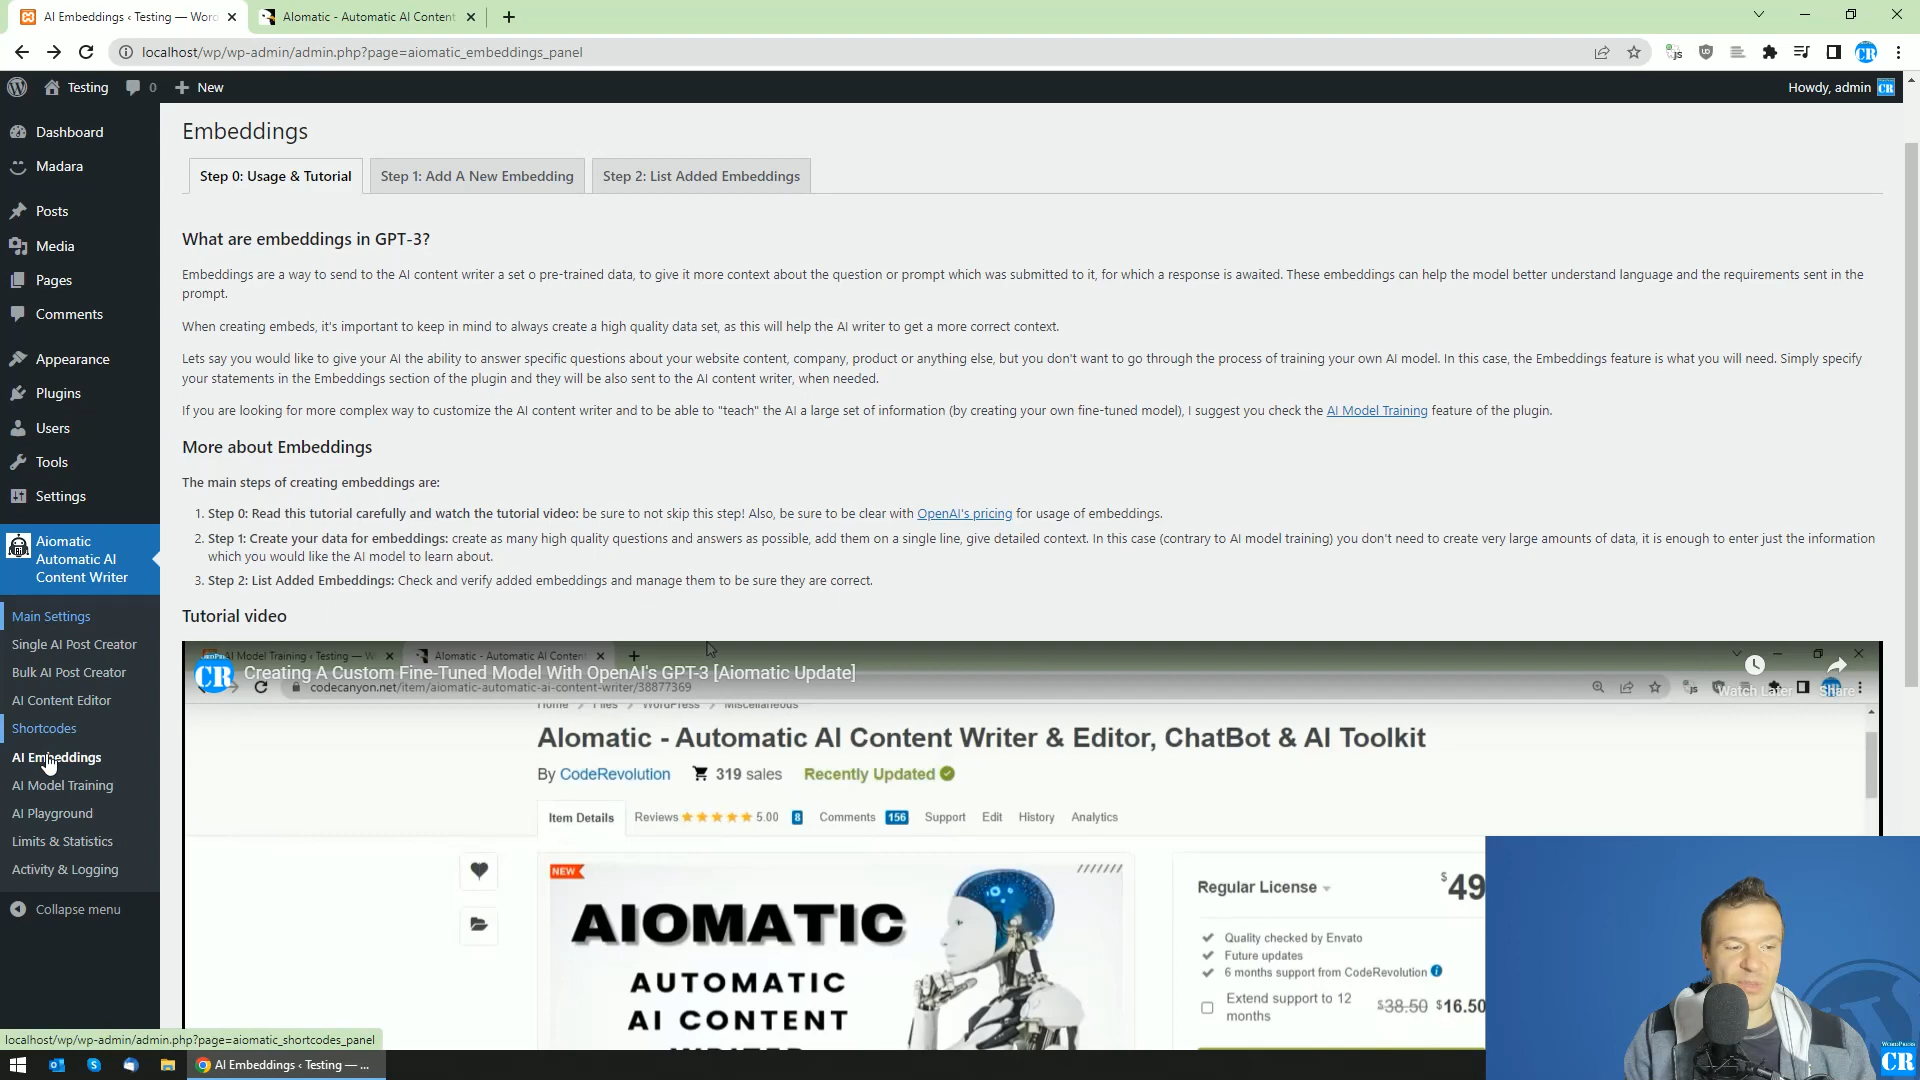 AI Embeddings ‹ Testing — Wor
AIomatic - Automatic AI Content
localhost/wp/wp-admin/admin.php?page=aiomatic_embeddings_panel
Testing
0
New
Howdy, admin
Dashboard
Madara
Posts
Media
Pages
Comments
Appearance
Plugins
Users
Tools
Settings
Aiomatic
Automatic AI
Content Writer
Main Settings
Single AI Post Creator
Bulk AI Post Creator
AI Content Editor
Shortcodes
AI Embeddings
AI Model Training
AI Playground
Limits & Statistics
Activity & Logging
Collapse menu
Embeddings
Step 0: Usage & Tutorial
Step 1: Add A New Embedding
Step 2: List Added Embeddings
What are embeddings in GPT-3?
Embeddings are a way to send to the AI content writer a set o pre-trained data, to give it more context about the question or prompt which was submitted to it, for which a response is awaited. These embeddings can help the model better understand language and the requirements sent in the
prompt.
When creating embeds, it's important to keep in mind to always create a high quality data set, as this will help the AI writer to get a more correct context.
Lets say you would like to give your AI the ability to answer specific questions about your website content, company, product or anything else, but you don't want to go through the process of training your own AI model. In this case, the Embeddings feature is what you will need. Simply specify
your statements in the Embeddings section of the plugin and they will be also sent to the AI content writer, when needed.
If you are looking for more complex way to customize the AI content writer and to be able to "teach" the AI a large set of information (by creating your own fine-tuned model), I suggest you check the AI Model Training feature of the plugin.
More about Embeddings
The main steps of creating embeddings are:
1. Step 0: Read this tutorial carefully and watch the tutorial video: be sure to not skip this step! Also, be sure to be clear with OpenAI's pricing for usage of embeddings.
2. Step 1: Create your data for embeddings: create as many high quality questions and answers as possible, add them on a single line, give detailed context. In this case (contrary to AI model training) you don't need to create very large amounts of data, it is enough to enter just the information
which you would like the AI model to learn about.
3. Step 2: List Added Embeddings: Check and verify added embeddings and manage them to be sure they are correct.
Tutorial video
AI Model Training ‹ Testing — W
AIomatic - Automatic AI Content
CR
Creating A Custom Fine-Tuned Model With OpenAI's GPT-3 [Aiomatic Update]
Watch Later
Share
codecanyon.net/item/aiomatic-automatic-ai-content-writer/38877369
Home > Files > WordPress > Miscellaneous
AIomatic - Automatic AI Content Writer & Editor, ChatBot & AI Toolkit
By CodeRevolution
319 sales
Recently Updated
Item Details
Reviews
5.00
8
Comments
156
Support
Edit
History
Analytics
NEW
AIOMATIC
AUTOMATIC
AI CONTENT
WRITER
Regular License
$49
Quality checked by Envato
Future updates
6 months support from CodeRevolution
Extend support to 12
months
$38.50 $16.50
localhost/wp/wp-admin/admin.php?page=aiomatic_shortcodes_panel
AI Embeddings ‹ Testing — ...
WORDPRESS
CR